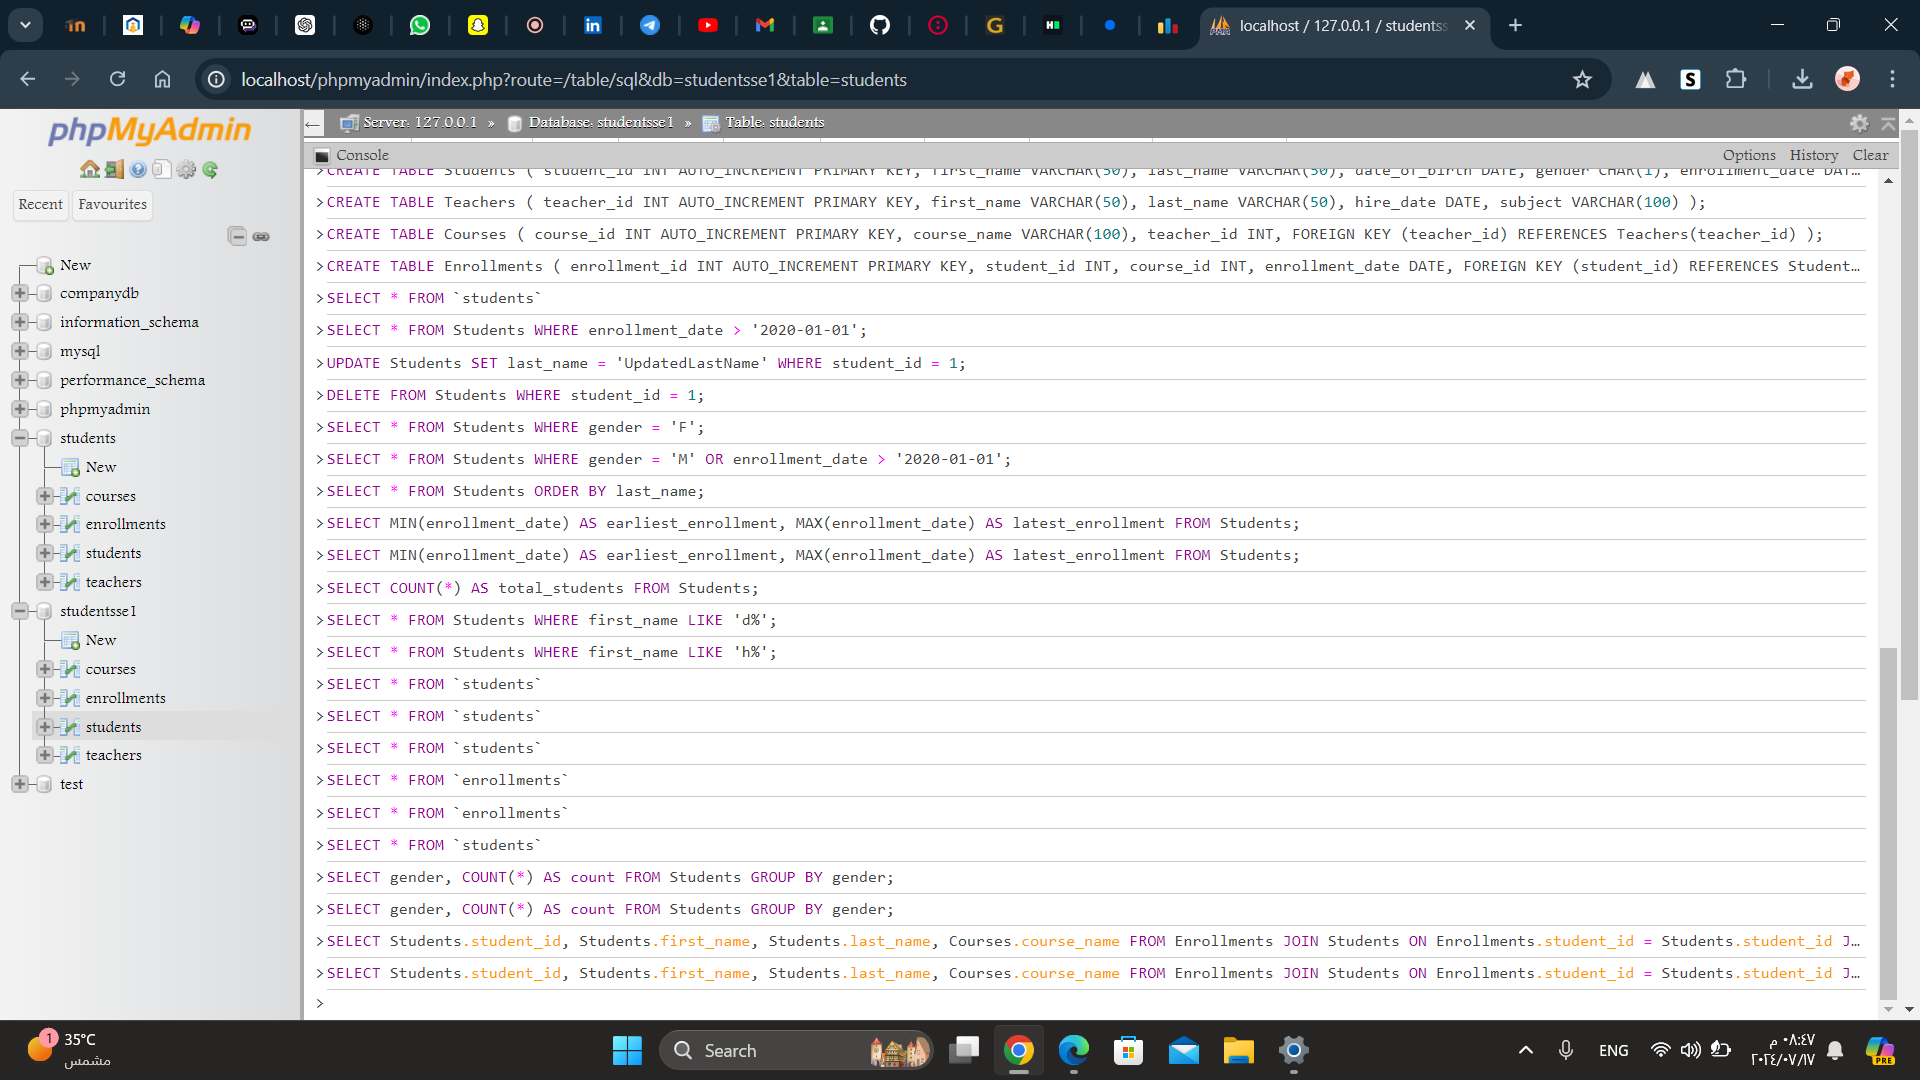 localhost / 127.0.0.1 / studentss
localhost/phpmyadmin/index.php?route=/table/sql&db=studentsse1&table=students
phpMyAdmin
Recent
Favourites
New
companydb
information_schema
mysql
performance_schema
phpmyadmin
students
New
courses
enrollments
students
teachers
studentsse1
New
courses
enrollments
students
teachers
test
Server: 127.0.0.1 » Database: studentsse1 » Table: students
Console
Options History Clear
>CREATE TABLE Students ( student_id INT AUTO_INCREMENT PRIMARY KEY, first_name VARCHAR(50), last_name VARCHAR(50), date_of_birth DATE, gender CHAR(1), enrollment_date DAT…
>CREATE TABLE Teachers ( teacher_id INT AUTO_INCREMENT PRIMARY KEY, first_name VARCHAR(50), last_name VARCHAR(50), hire_date DATE, subject VARCHAR(100) );
>CREATE TABLE Courses ( course_id INT AUTO_INCREMENT PRIMARY KEY, course_name VARCHAR(100), teacher_id INT, FOREIGN KEY (teacher_id) REFERENCES Teachers(teacher_id) );
>CREATE TABLE Enrollments ( enrollment_id INT AUTO_INCREMENT PRIMARY KEY, student_id INT, course_id INT, enrollment_date DATE, FOREIGN KEY (student_id) REFERENCES Student…
>SELECT * FROM `students`
>SELECT * FROM Students WHERE enrollment_date > '2020-01-01';
>UPDATE Students SET last_name = 'UpdatedLastName' WHERE student_id = 1;
>DELETE FROM Students WHERE student_id = 1;
>SELECT * FROM Students WHERE gender = 'F';
>SELECT * FROM Students WHERE gender = 'M' OR enrollment_date > '2020-01-01';
>SELECT * FROM Students ORDER BY last_name;
>SELECT MIN(enrollment_date) AS earliest_enrollment, MAX(enrollment_date) AS latest_enrollment FROM Students;
>SELECT MIN(enrollment_date) AS earliest_enrollment, MAX(enrollment_date) AS latest_enrollment FROM Students;
>SELECT COUNT(*) AS total_students FROM Students;
>SELECT * FROM Students WHERE first_name LIKE 'd%';
>SELECT * FROM Students WHERE first_name LIKE 'h%';
>SELECT * FROM `students`
>SELECT * FROM `students`
>SELECT * FROM `students`
>SELECT * FROM `enrollments`
>SELECT * FROM `enrollments`
>SELECT * FROM `students`
>SELECT gender, COUNT(*) AS count FROM Students GROUP BY gender;
>SELECT gender, COUNT(*) AS count FROM Students GROUP BY gender;
>SELECT Students.student_id, Students.first_name, Students.last_name, Courses.course_name FROM Enrollments JOIN Students ON Enrollments.student_id = Students.student_id J…
>SELECT Students.student_id, Students.first_name, Students.last_name, Courses.course_name FROM Enrollments JOIN Students ON Enrollments.student_id = Students.student_id J…
>
1
35°C
مشمس
Search
ENG
٠٨:٤٧ م
٢٠٢٤/٠٧/١٧
PRE